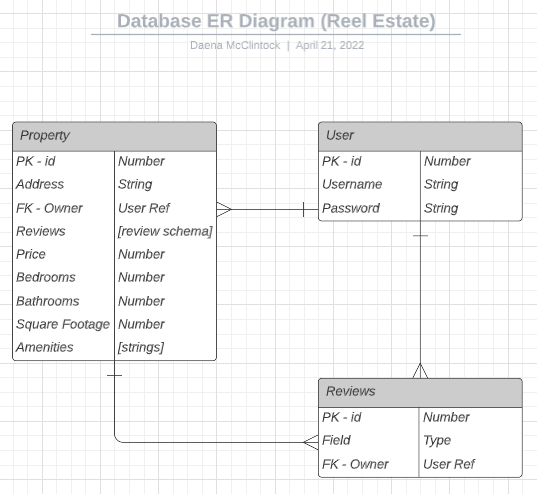 Database ER Diagram (Reel Estate)
Daena McClintock | April 21, 2022
Property
PK - id Number
Address String
FK - Owner User Ref
Reviews [review schema]
Price Number
Bedrooms Number
Bathrooms Number
Square Footage Number
Amenities [strings]
User
PK - id Number
Username String
Password String
Reviews
PK - id Number
Field Type
FK - Owner User Ref